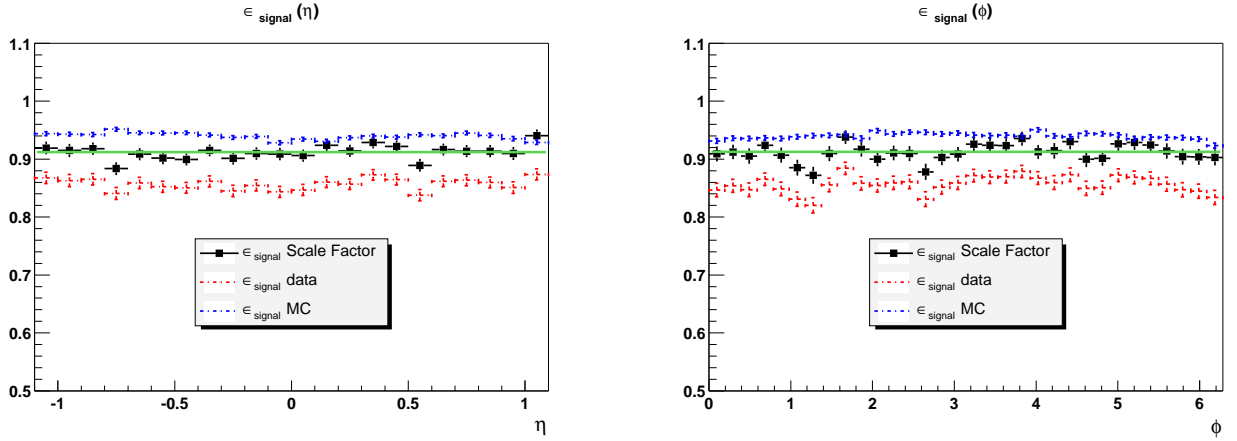 ∈ signal (η)
1.1
1
0.9
0.8
0.7
0.6
0.5
-1 -0.5 0 0.5 1
η
∈ signal Scale Factor
∈ signal data
∈ signal MC
∈ signal (ϕ)
1.1
1
0.9
0.8
0.7
0.6
0.5
0 1 2 3 4 5 6
ϕ
∈ signal Scale Factor
∈ signal data
∈ signal MC